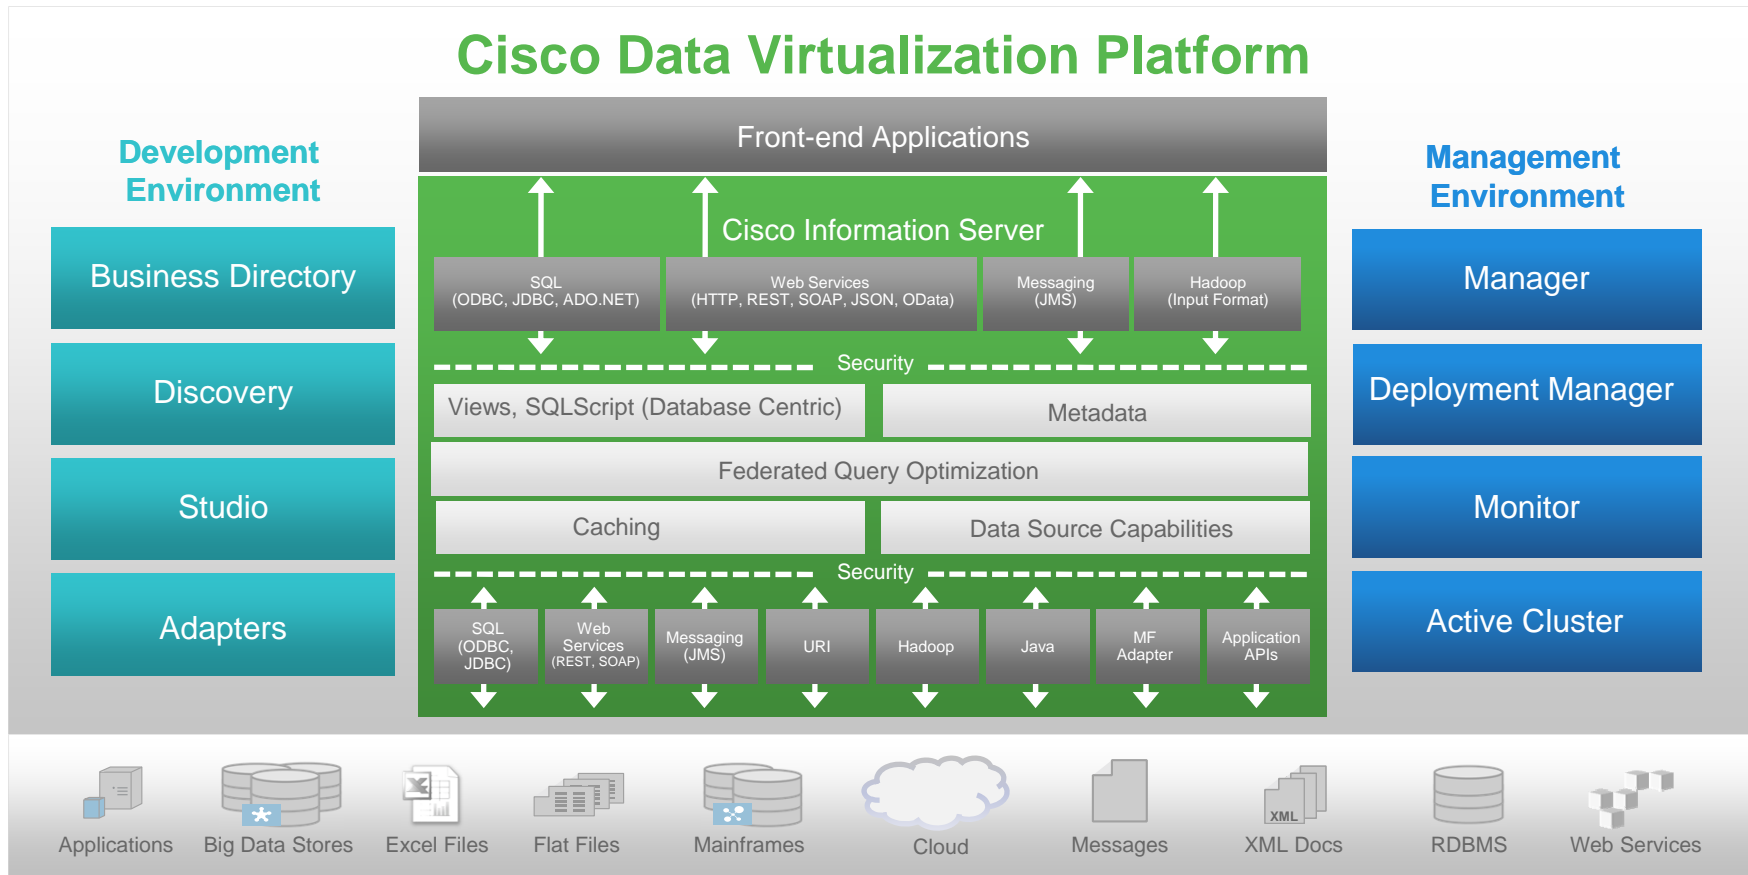 Cisco Data Virtualization Platform
Development
Environment
Business Directory
Discovery
Studio
Adapters
Front-end Applications
Cisco Information Server
SQL
(ODBC, JDBC, ADO.NET)
Web Services
(HTTP, REST, SOAP, JSON, OData)
Messaging
(JMS)
Hadoop
(Input Format)
Security
Views, SQLScript (Database Centric)
Metadata
Federated Query Optimization
Caching
Data Source Capabilities
Security
SQL
(ODBC,
JDBC)
Web
Services
(REST, SOAP)
Messaging
(JMS)
URI
Hadoop
Java
MF
Adapter
Application
APIs
Management
Environment
Manager
Deployment Manager
Monitor
Active Cluster
XML
Applications
Big Data Stores
Excel Files
Flat Files
Mainframes
Cloud
Messages
XML Docs
RDBMS
Web Services